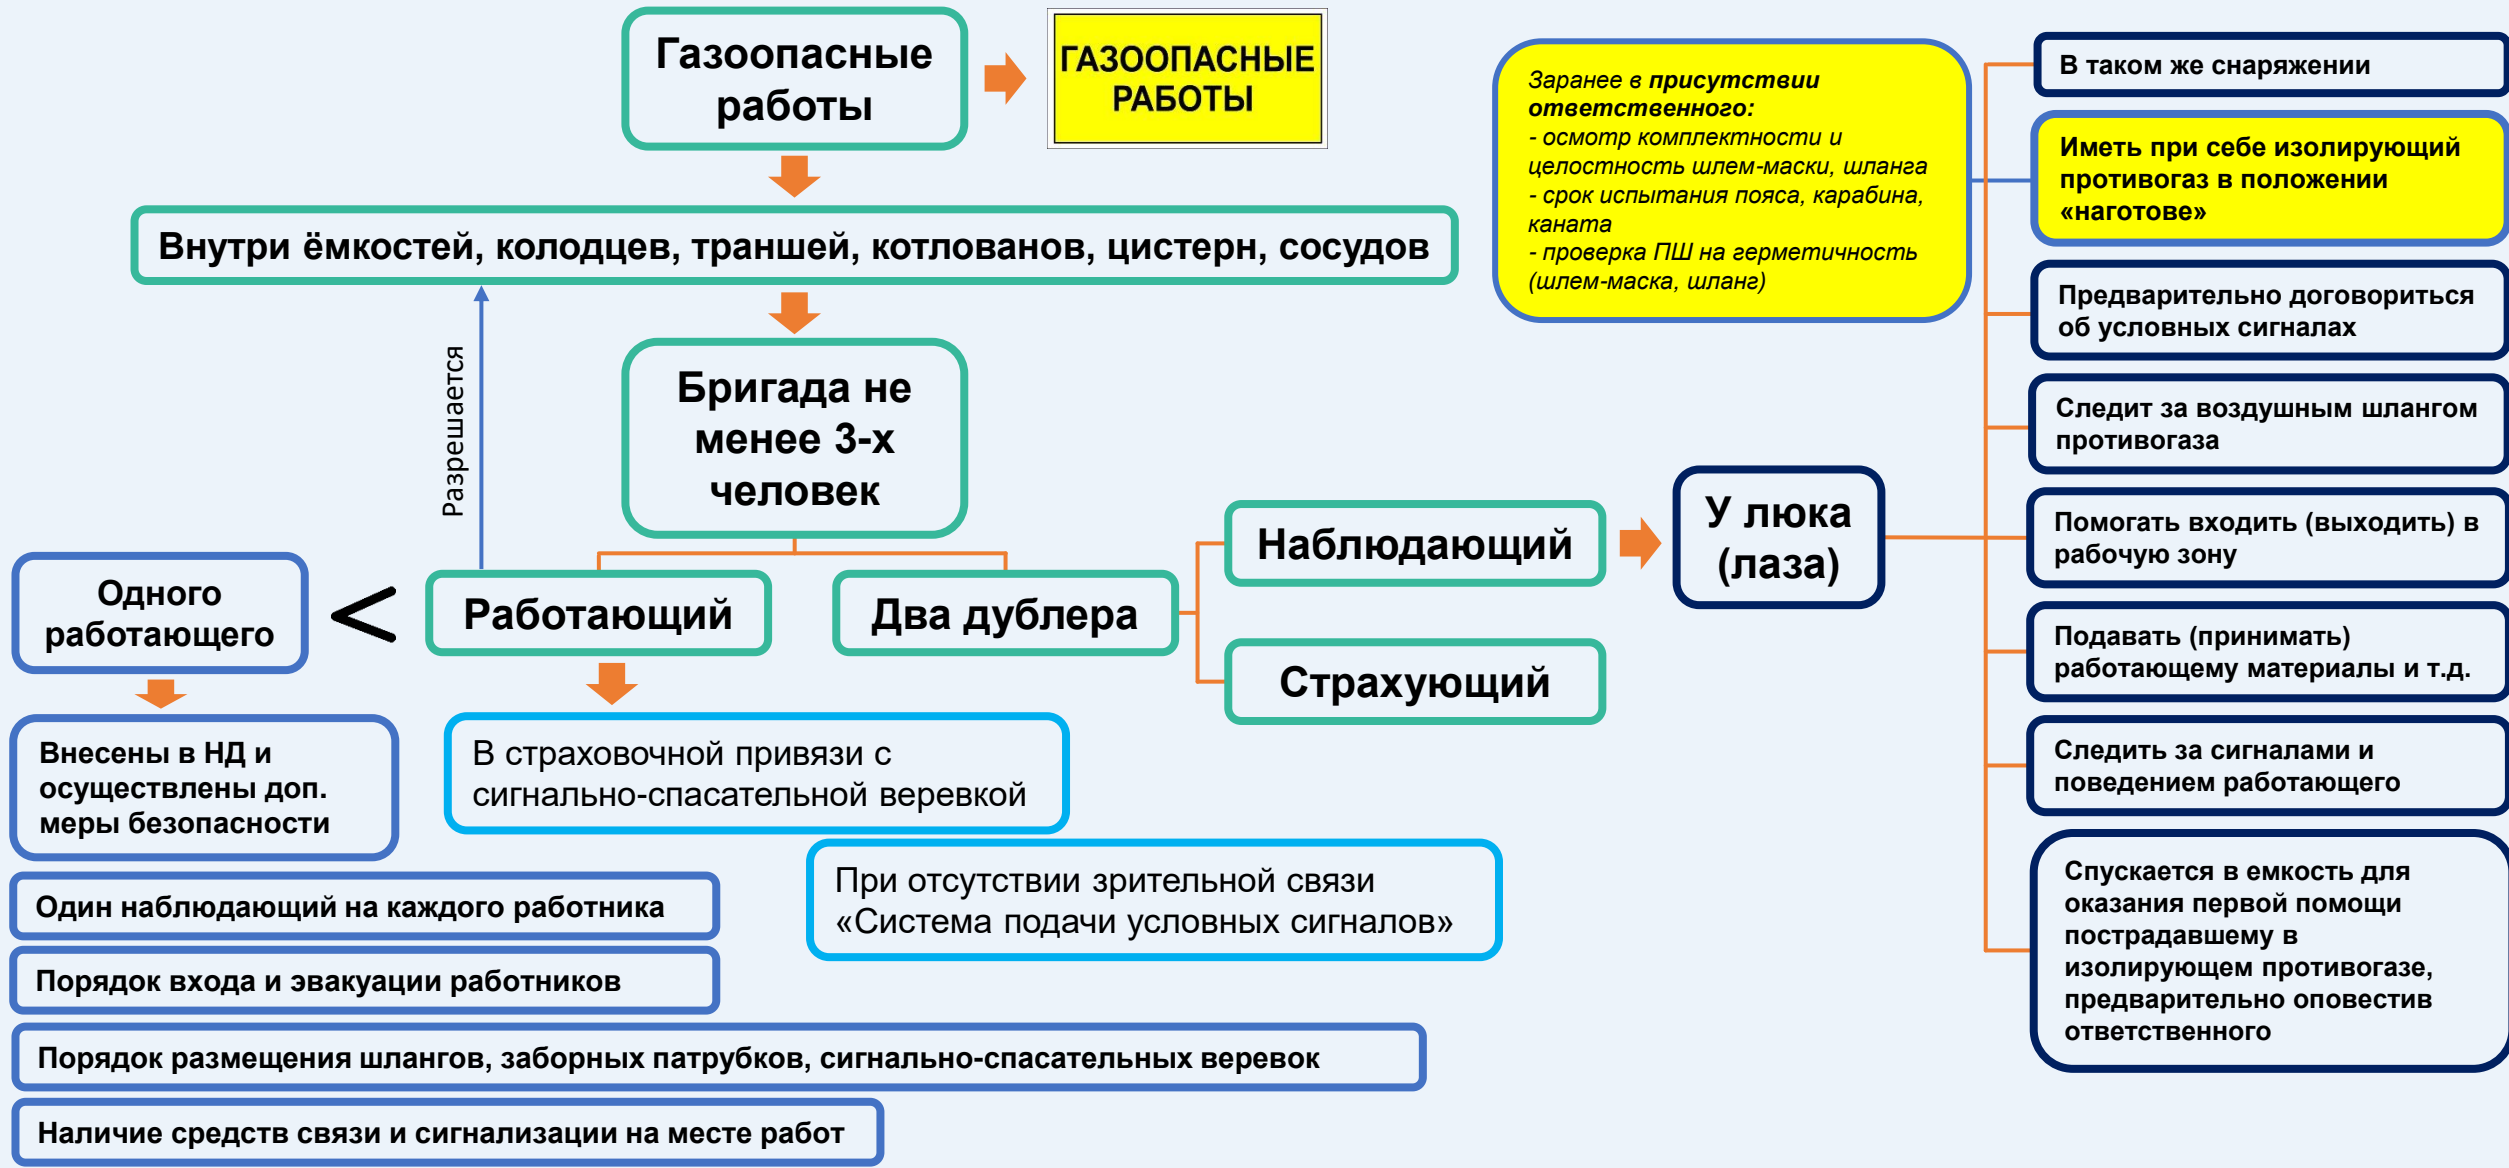 Газоопасные
работы
ГАЗООПАСНЫЕ
РАБОТЫ
Внутри ёмкостей, колодцев, траншей, котлованов, цистерн, сосудов
Разрешается
Бригада не
менее 3-х
человек
Одного
работающего
<
Работающий
Два дублера
Наблюдающий
Страхующий
У люка
(лаза)
Внесены в НД и
осуществлены доп.
меры безопасности
В страховочной привязи с
сигнально-спасательной веревкой
При отсутствии зрительной связи
«Система подачи условных сигналов»
Один наблюдающий на каждого работника
Порядок входа и эвакуации работников
Порядок размещения шлангов, заборных патрубков, сигнально-спасательных веревок
Наличие средств связи и сигнализации на месте работ
Заранее в присутствии
ответственного:
- осмотр комплектности и
целостность шлем-маски, шланга
- срок испытания пояса, карабина,
каната
- проверка ПШ на герметичность
(шлем-маска, шланг)
В таком же снаряжении
Иметь при себе изолирующий
противогаз в положении
«наготове»
Предварительно договориться
об условных сигналах
Следит за воздушным шлангом
противогаза
Помогать входить (выходить) в
рабочую зону
Подавать (принимать)
работающему материалы и т.д.
Следить за сигналами и
поведением работающего
Спускается в емкость для
оказания первой помощи
пострадавшему в
изолирующем противогазе,
предварительно оповестив
ответственного